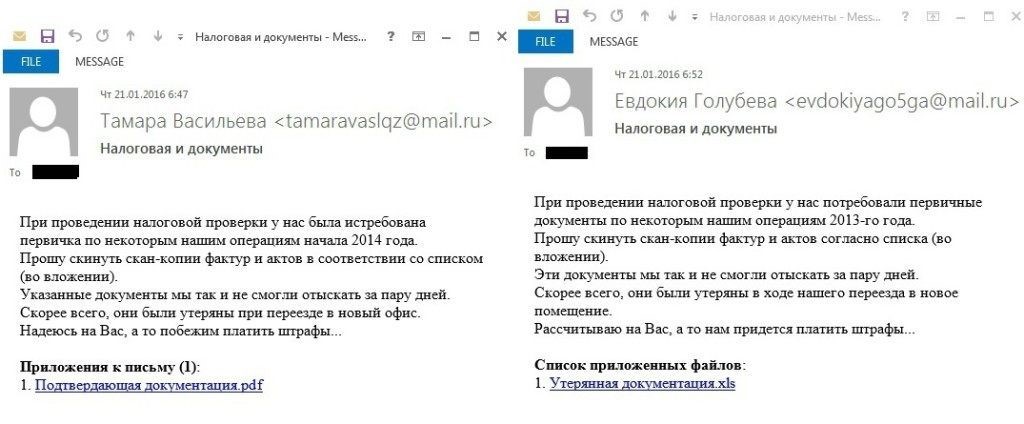 Налоговая и документы - Mess...
FILE
MESSAGE
Чт 21.01.2016 6:47
Тамара Васильева <tamaravaslqz@mail.ru>
Налоговая и документы
To
При проведении налоговой проверки у нас была истребована
первичка по некоторым нашим операциям начала 2014 года.
Прошу скинуть скан-копии фактур и актов в соответствии со списком
(во вложении).
Указанные документы мы так и не смогли отыскать за пару дней.
Скорее всего, они были утеряны при переезде в новый офис.
Надеюсь на Вас, а то побежим платить штрафы...
Приложения к письму (1):
1. Подтвердающая документация.pdf
Налоговая и документы - Message (...
FILE
MESSAGE
Чт 21.01.2016 6:52
Евдокия Голубева <evdokiyago5ga@mail.ru>
Налоговая и документы
To
При проведении налоговой проверки у нас потребовали первичные
документы по некоторым нашим операциям 2013-го года.
Прошу скинуть скан-копии фактур и актов согласно списка (во
вложении).
Эти документы мы так и не смогли отыскать за пару дней.
Скорее всего, они были утеряны в ходе нашего переезда в новое
помещение.
Рассчитываю на Вас, а то нам придется платить штрафы...
Список приложенных файлов:
1. Утерянная документация.xls